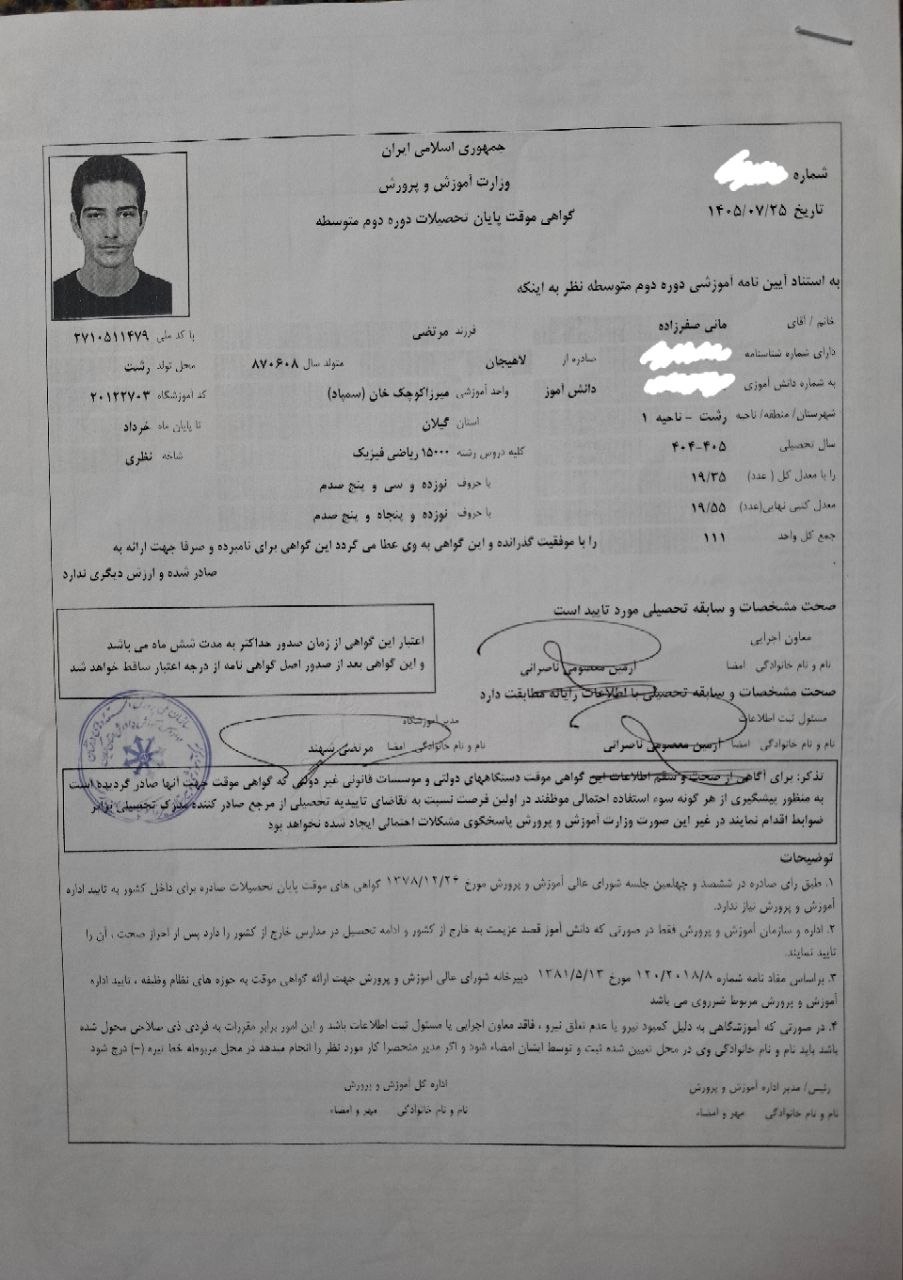 جمهوری اسلامی ایران
وزارت آموزش و پرورش
گواهی موقت پایان تحصیلات دوره دوم متوسطه
شماره
تاریخ ۱۴۰۵/۰۷/۲۵
به استناد آیین نامه آموزشی دوره دوم متوسطه نظر به اینکه
خانم / آقای مانی صفرزاده فرزند مرتضی با کد ملی ۲۷۱۰۵۱۱۴۷۹
دارای شماره شناسنامه صادره از لاهیجان متولد سال ۸۷۰۶۰۸ محل تولد رشت
به شماره دانش آموزی دانش آموز واحد آموزشی میرزاکوچک خان (سمپاد) کد آموزشگاه ۲۰۱۲۲۷۰۳
شهرستان/ منطقه/ ناحیه رشت - ناحیه ۱ استان گیلان تا پایان ماه خرداد
سال تحصیلی ۴۰۴-۴۰۵ کلیه دروس رشته ۱۵۰۰۰ ریاضی فیزیک شاخه نظری
را با معدل کل ( عدد) ۱۹/۳۵ با حروف نوزده و سی و پنج صدم
معدل کتبی نهایی(عدد) ۱۹/۵۵ با حروف نوزده و پنجاه و پنج صدم
جمع کل واحد ۱۱۱ را با موفقیت گذرانده و این گواهی به وی عطا می گردد این گواهی برای نامبرده و صرفا جهت ارائه به
.
صادر شده و ارزش دیگری ندارد
صحت مشخصات و سابقه تحصیلی مورد تایید است
معاون اجرایی
نام و نام خانوادگی امضا آرمین معصومی ناصرانی
اعتبار این گواهی از زمان صدور حداکثر به مدت شش ماه می باشد
و این گواهی بعد از صدور اصل گواهی نامه از درجه اعتبار ساقط خواهد شد
صحت مشخصات و سابقه تحصیلی با اطلاعات رایانه مطابقت دارد
مسئول ثبت اطلاعات مدیر آموزشگاه
نام و نام خانوادگی امضا آرمین معصومی ناصرانی نام و نام خانوادگی امضا مرتضی سهند
تذکر: برای آگاهی از صحت و سقم اطلاعات این گواهی موقت دستگاههای دولتی و موسسات قانونی غیر دولتی که گواهی موقت جهت آنها صادر گردیده است
به منظور پیشگیری از هر گونه سوء استفاده احتمالی موظفند در اولین فرصت نسبت به تقاضای تاییدیه تحصیلی از مرجع صادر کننده مدرک تحصیلی برابر
ضوابط اقدام نمایند در غیر این صورت وزارت آموزش و پرورش پاسخگوی مشکلات احتمالی ایجاد شده نخواهد بود
توضیحات
۱. طبق رای صادره در ششصد و چهلمین جلسه شورای عالی آموزش و پرورش مورخ ۱۳۷۸/۱۲/۲۶ گواهی های موقت پایان تحصیلات صادره برای داخل کشور به تایید اداره
آموزش و پرورش نیاز ندارد.
۲. اداره و سازمان آموزش و پرورش فقط در صورتی که دانش آموز قصد عزیمت به خارج از کشور و ادامه تحصیل در مدارس خارج از کشور را دارد پس از احراز صحت ، آن را
تایید نمایند.
۳. براساس مفاد نامه شماره ۱۲۰/۲۰۱۸/۸ مورخ ۱۳۸۱/۵/۱۳ دبیرخانه شورای عالی آموزش و پرورش جهت ارائه گواهی موقت به حوزه های نظام وظیفه ، تایید اداره
آموزش و پرورش مربوط ضرروی می باشد
۴. در صورتی که آموزشگاهی به دلیل کمبود نیرو یا عدم تعلق نیرو ، فاقد معاون اجرایی یا مسئول ثبت اطلاعات باشد و این امور برابر مقررات به فردی ذی صلاحی محول شده
باشد باید نام و نام خانوادگی وی در محل تعیین شده ثبت و توسط ایشان امضاء شود و اگر مدیر منحصرا کار مورد نظر را انجام میدهد در محل مربوطه خط تیره (-) درج شود
رئیس/ مدیر اداره آموزش و پرورش اداره کل آموزش و پرورش
نام و نام خانوادگی مهر و امضاء نام و نام خانوادگی مهر و امضاء